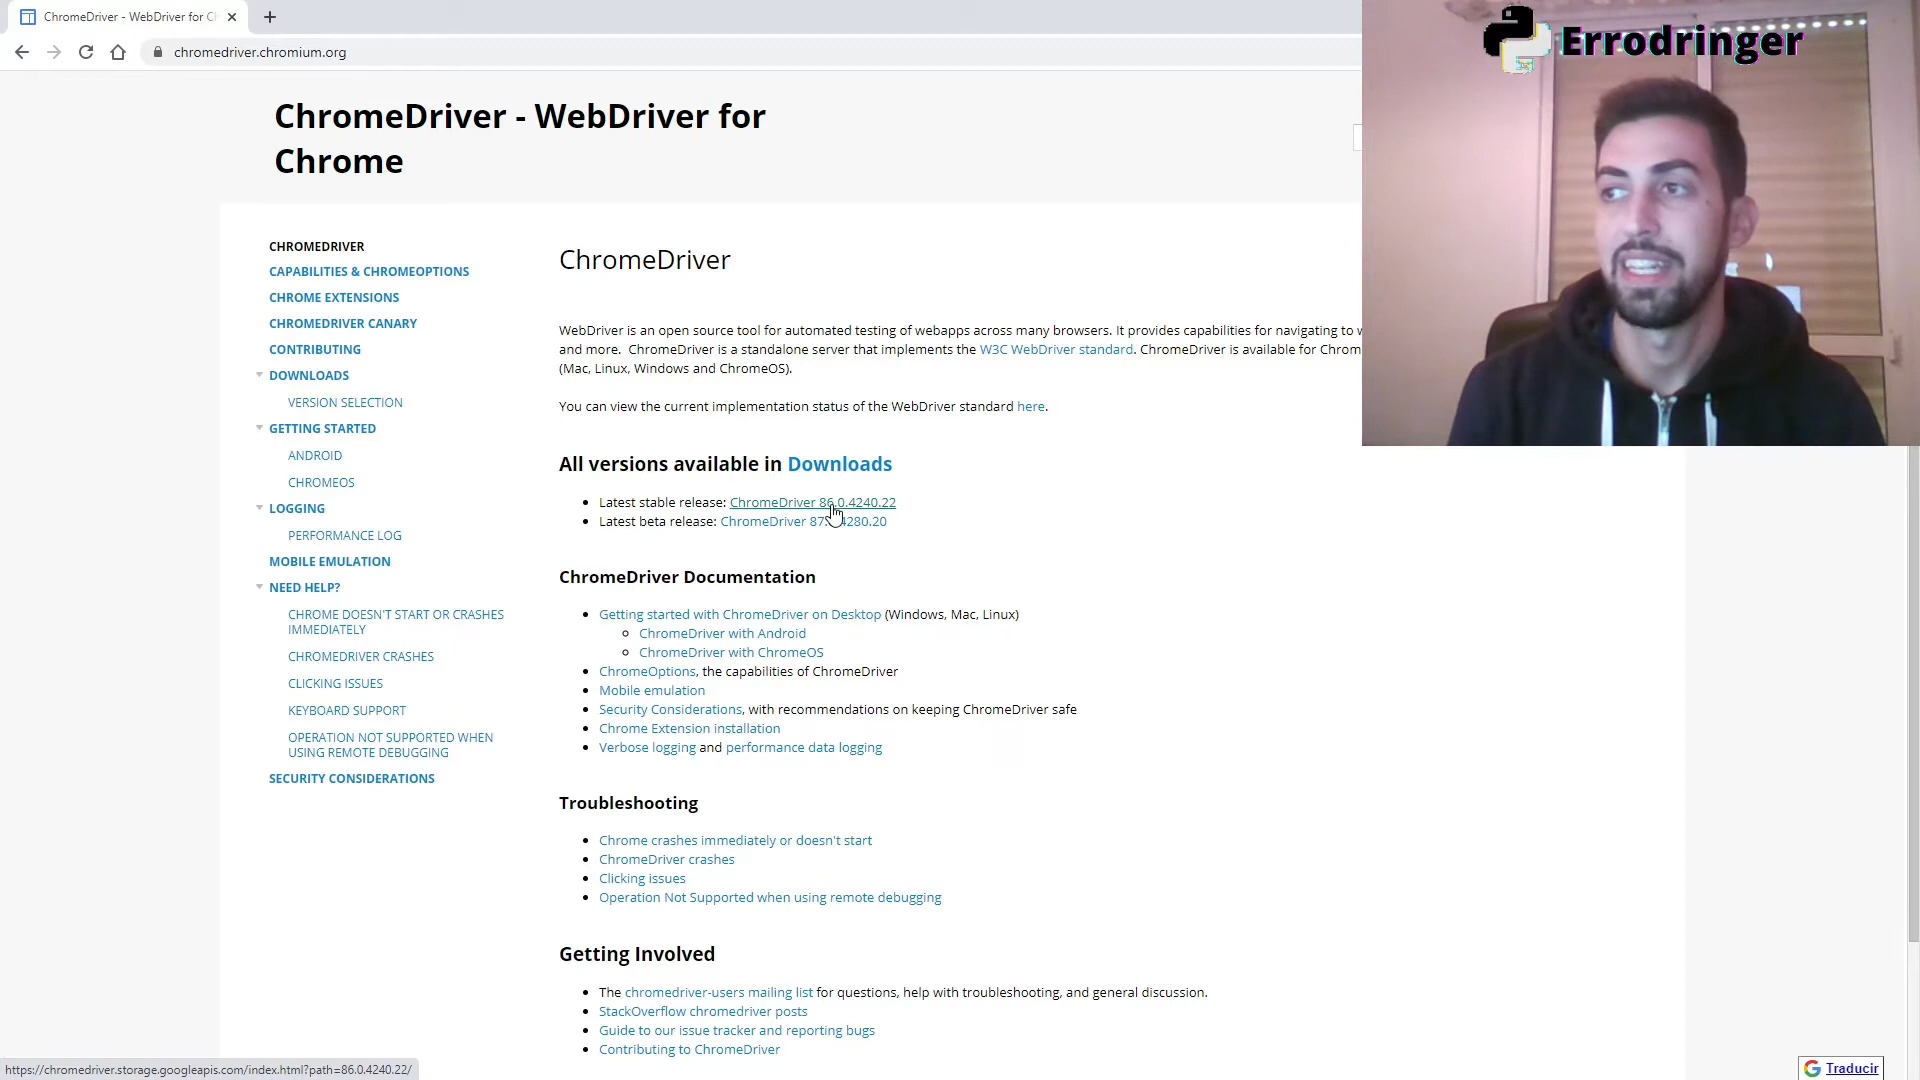 ChromeDriver - WebDriver for Ch
chromedriver.chromium.org
Errodringer
ChromeDriver - WebDriver for
Chrome
CHROMEDRIVER
CAPABILITIES & CHROMEOPTIONS
CHROME EXTENSIONS
CHROMEDRIVER CANARY
CONTRIBUTING
DOWNLOADS
VERSION SELECTION
GETTING STARTED
ANDROID
CHROMEOS
LOGGING
PERFORMANCE LOG
MOBILE EMULATION
NEED HELP?
CHROME DOESN'T START OR CRASHES
IMMEDIATELY
CHROMEDRIVER CRASHES
CLICKING ISSUES
KEYBOARD SUPPORT
OPERATION NOT SUPPORTED WHEN
USING REMOTE DEBUGGING
SECURITY CONSIDERATIONS
ChromeDriver
WebDriver is an open source tool for automated testing of webapps across many browsers. It provides capabilities for navigating to
and more. ChromeDriver is a standalone server that implements the W3C WebDriver standard. ChromeDriver is available for Chrom
(Mac, Linux, Windows and ChromeOS).
You can view the current implementation status of the WebDriver standard here.
All versions available in Downloads
Latest stable release: ChromeDriver 86.0.4240.22
Latest beta release: ChromeDriver 87. 4280.20
ChromeDriver Documentation
Getting started with ChromeDriver on Desktop (Windows, Mac, Linux)
ChromeDriver with Android
ChromeDriver with ChromeOS
ChromeOptions, the capabilities of ChromeDriver
Mobile emulation
Security Considerations, with recommendations on keeping ChromeDriver safe
Chrome Extension installation
Verbose logging and performance data logging
Troubleshooting
Chrome crashes immediately or doesn't start
ChromeDriver crashes
Clicking issues
Operation Not Supported when using remote debugging
Getting Involved
The chromedriver-users mailing list for questions, help with troubleshooting, and general discussion.
StackOverflow chromedriver posts
Guide to our issue tracker and reporting bugs
Contributing to ChromeDriver
https://chromedriver.storage.googleapis.com/index.html?path=86.0.4240.22/
Traducir